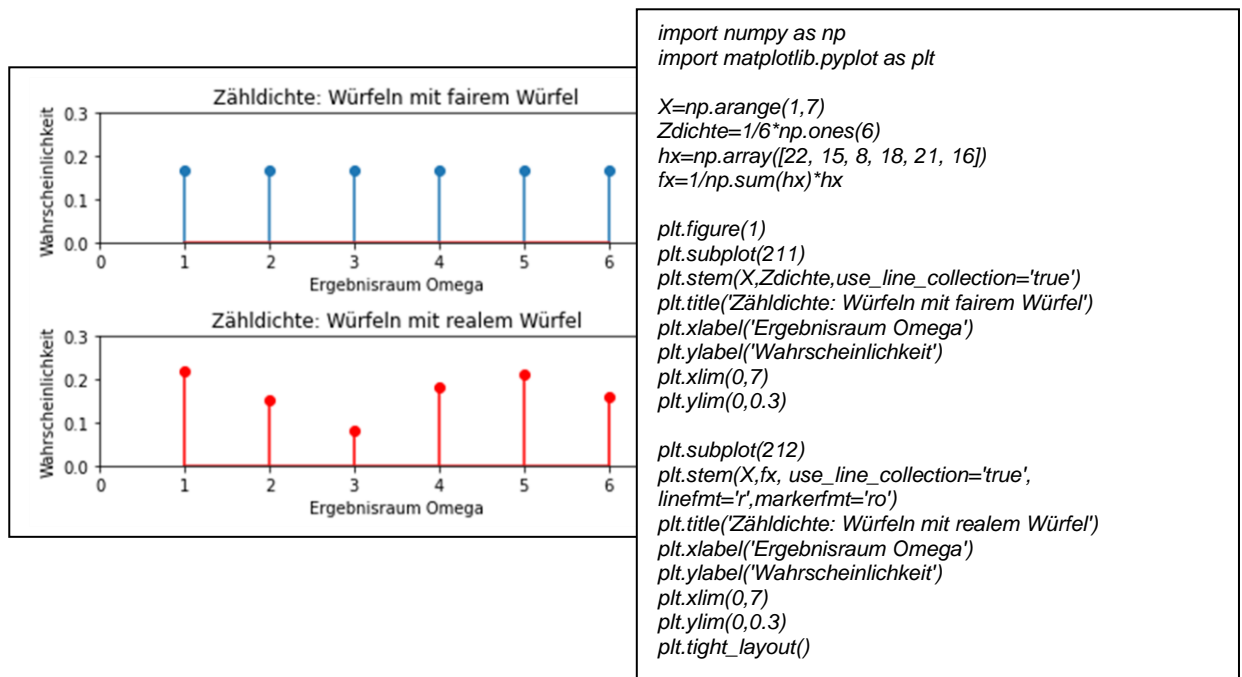 Zähldichte: Würfeln mit fairem Würfel
Wahrscheinlichkeit
0.3
0.2
0.1
0.0
0 1 2 3 4 5 6
Ergebnisraum Omega
Zähldichte: Würfeln mit realem Würfel
Wahrscheinlichkeit
0.3
0.2
0.1
0.0
0 1 2 3 4 5 6
Ergebnisraum Omega
import numpy as np
import matplotlib.pyplot as plt
X=np.arange(1,7)
Zdichte=1/6*np.ones(6)
hx=np.array([22, 15, 8, 18, 21, 16])
fx=1/np.sum(hx)*hx
plt.figure(1)
plt.subplot(211)
plt.stem(X,Zdichte,use_line_collection='true')
plt.title('Zähldichte: Würfeln mit fairem Würfel')
plt.xlabel('Ergebnisraum Omega')
plt.ylabel('Wahrscheinlichkeit')
plt.xlim(0,7)
plt.ylim(0,0.3)
plt.subplot(212)
plt.stem(X,fx, use_line_collection='true',
linefmt='r',markerfmt='ro')
plt.title('Zähldichte: Würfeln mit realem Würfel')
plt.xlabel('Ergebnisraum Omega')
plt.ylabel('Wahrscheinlichkeit')
plt.xlim(0,7)
plt.ylim(0,0.3)
plt.tight_layout()